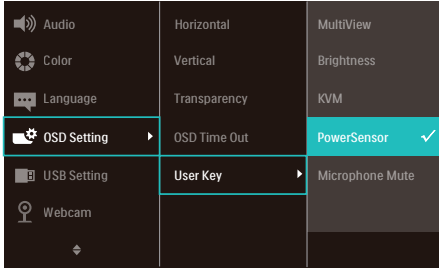 Audio
Color
Language
OSD Setting
USB Setting
Webcam
Horizontal
Vertical
Transparency
OSD Time Out
User Key
MultiView
Brightness
KVM
PowerSensor
Microphone Mute